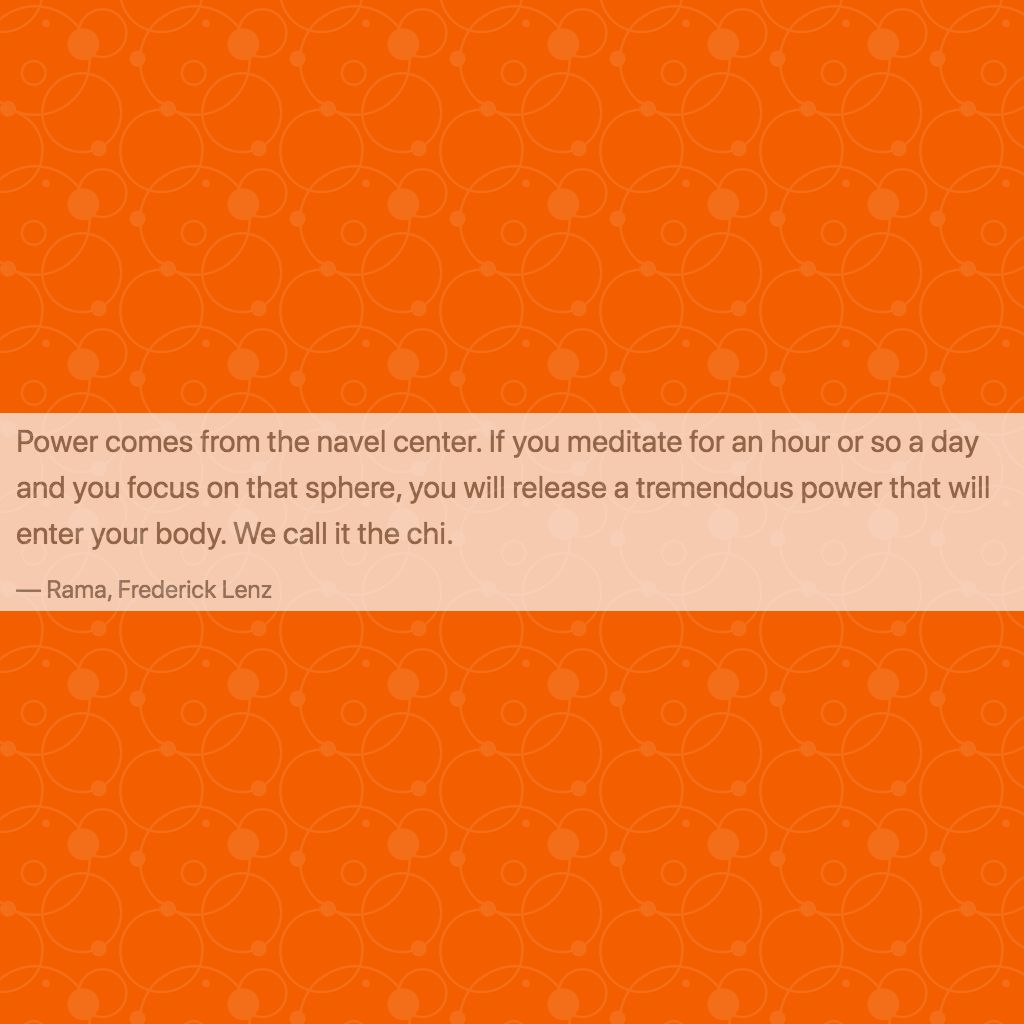 Power comes from the navel center. If you meditate for an hour or so a day
and you focus on that sphere, you will release a tremendous power that will
enter your body. We call it the chi.
— Rama, Frederick Lenz